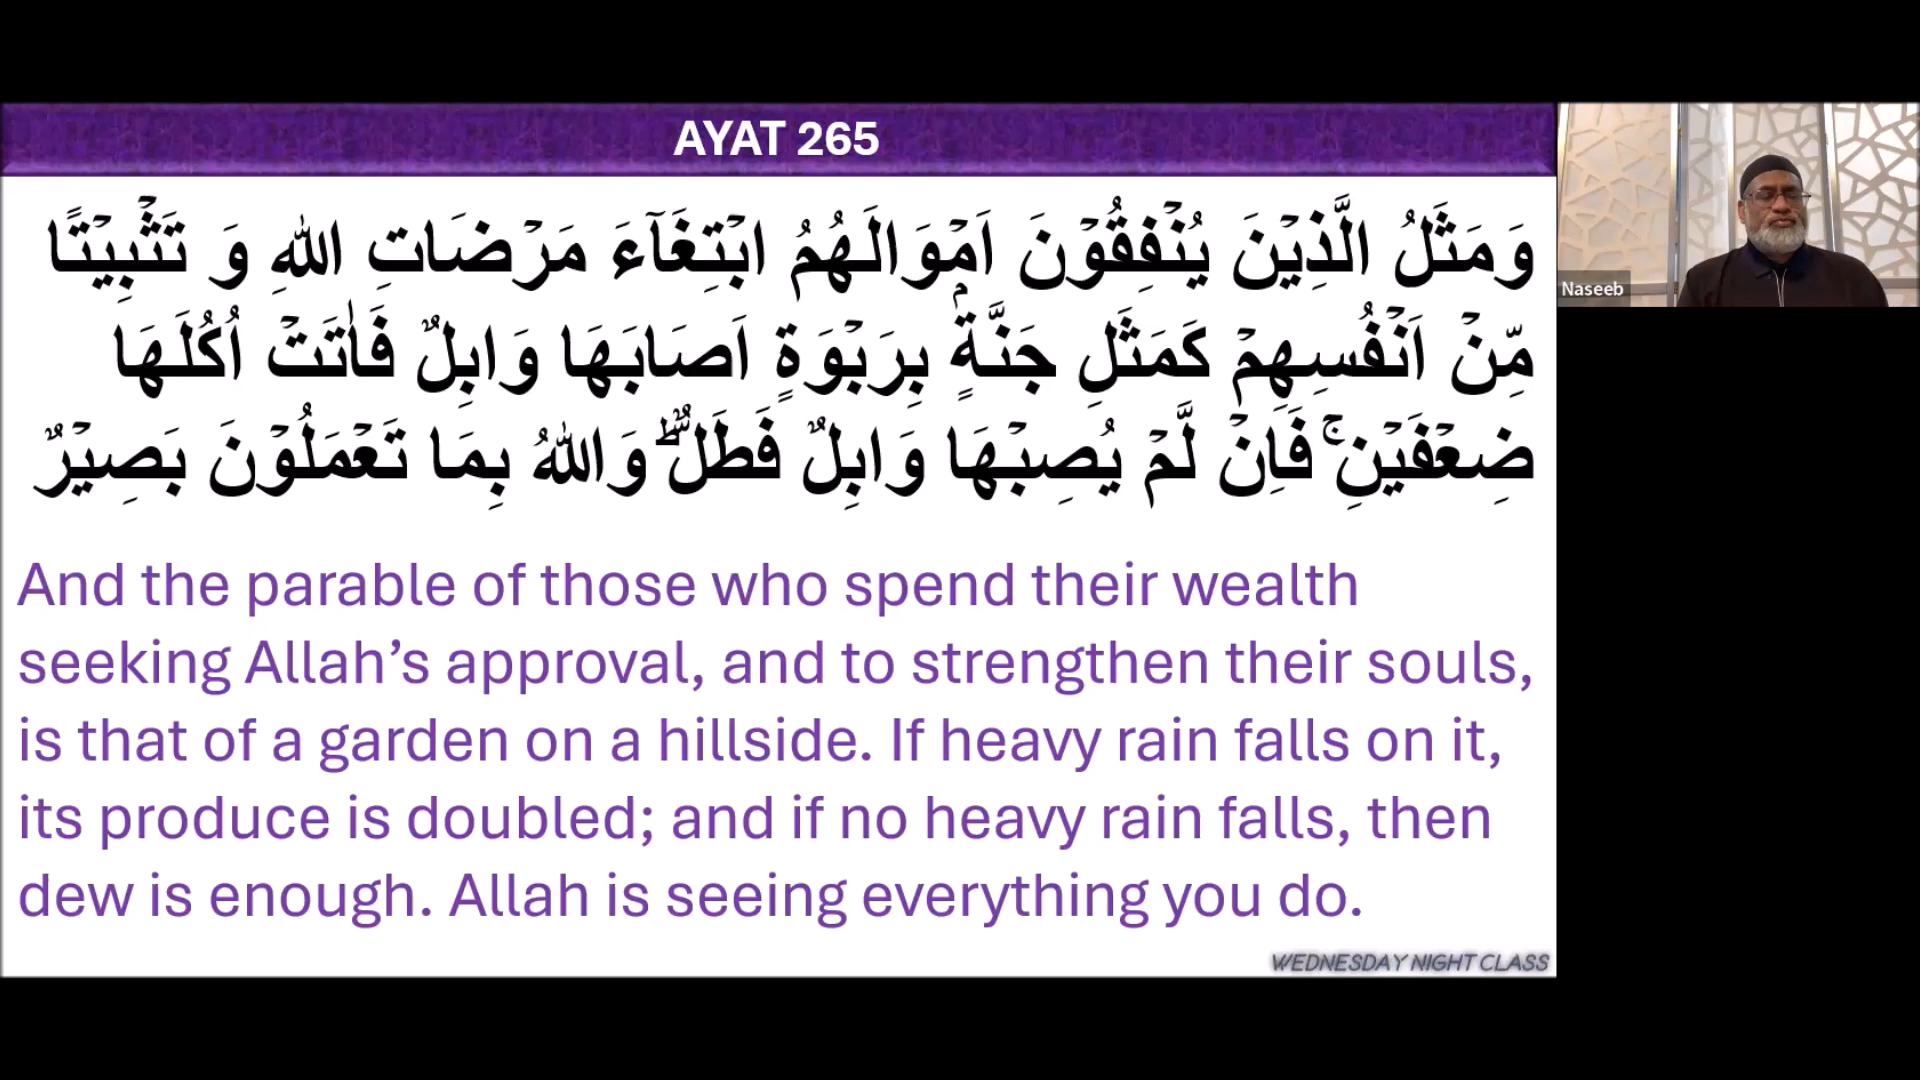 AYAT 265
وَمَثَلُ الَّذِيْنَ يُنْفِقُوْنَ اَمْوَالَهُمُ ابْتِغَآءَ مَرْضَاتِ اللهِ وَ تَثْبِيْتًا
مِّنْ اَنْفُسِهِمْ كَمَثَلِ جَنَّةٍۢ بِرَبْوَةٍ اَصَابَهَا وَابِلٌ فَاٰتَتْ اُكُلَهَا
ضِعْفَيْنِ ۚ فَاِنْ لَّمْ يُصِبْهَا وَابِلٌ فَطَلٌّ ؕ وَاللهُ بِمَا تَعْمَلُوْنَ بَصِيْرٌ
And the parable of those who spend their wealth
seeking Allah’s approval, and to strengthen their souls,
is that of a garden on a hillside. If heavy rain falls on it,
its produce is doubled; and if no heavy rain falls, then
dew is enough. Allah is seeing everything you do.
WEDNESDAY NIGHT CLASS
Naseeb